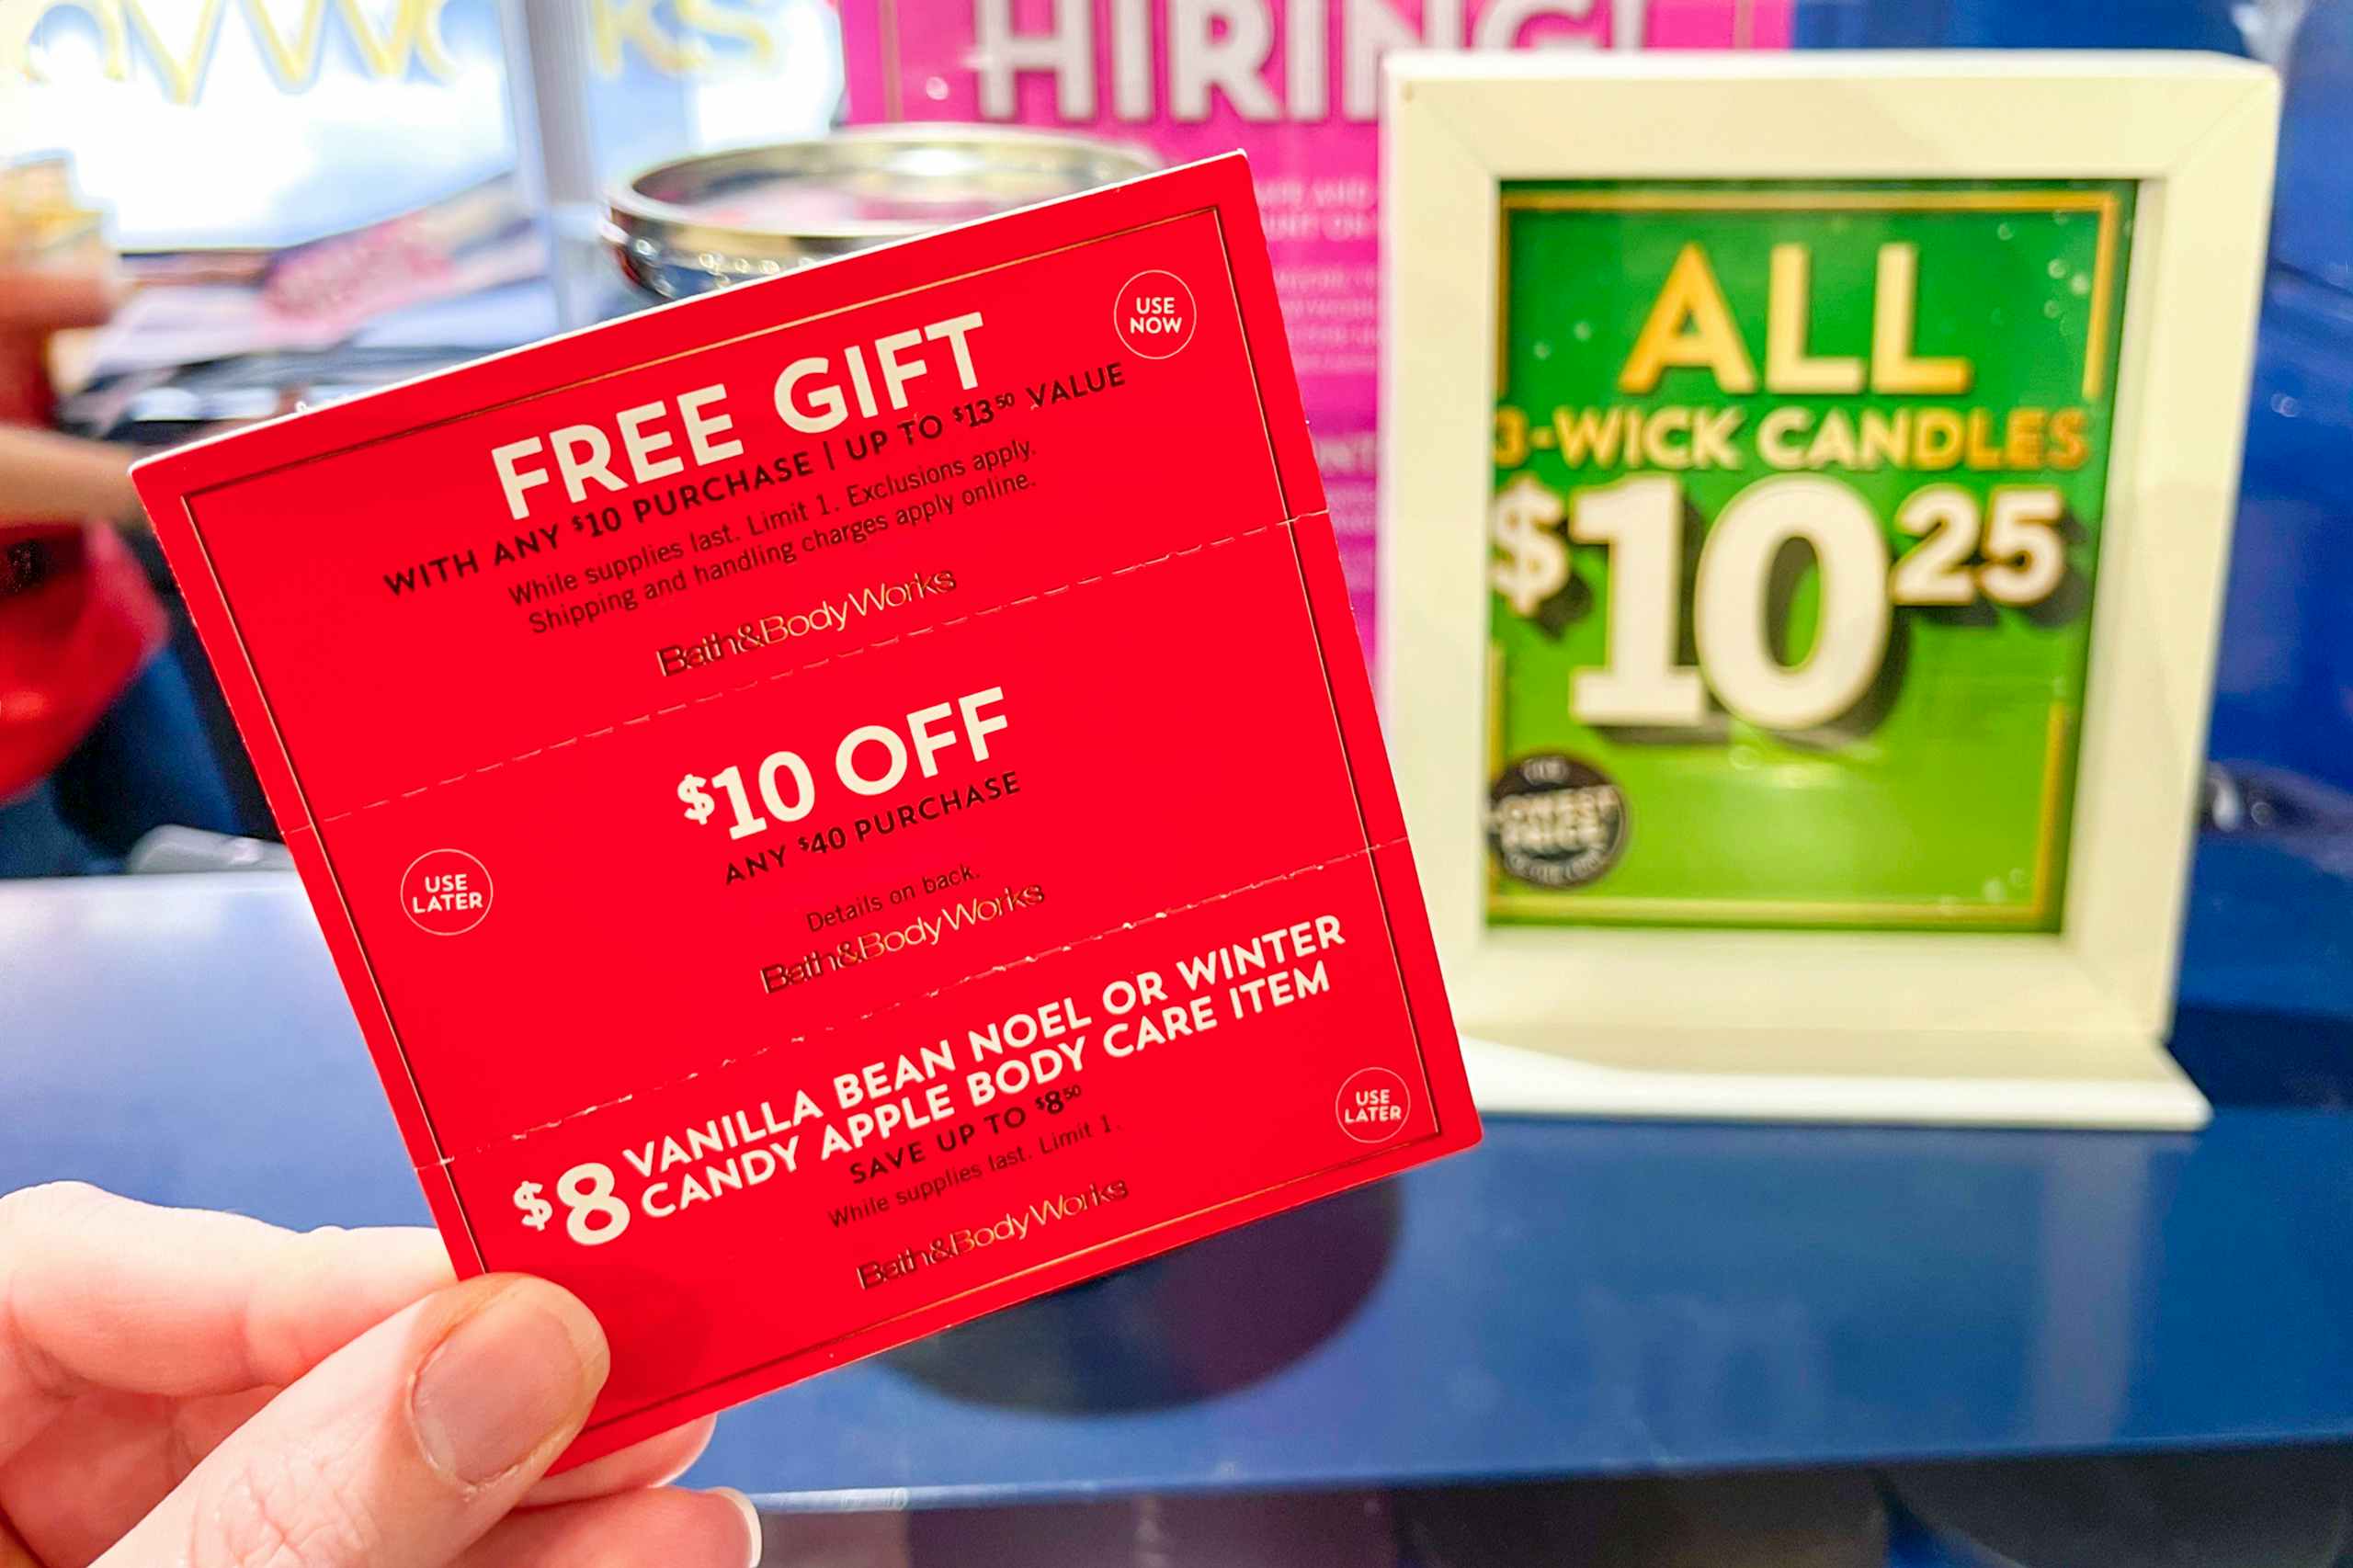 FREE GIFT
USE
NOW
WITH ANY $10 PURCHASE | UP TO $13.50 VALUE
While supplies last. Limit 1. Exclusions apply.
Shipping and handling charges apply online.
Bath&BodyWorks
$10 OFF
ANY $40 PURCHASE
USE
LATER
Details on back.
Bath&BodyWorks
$8 VANILLA BEAN NOEL OR WINTER
CANDY APPLE BODY CARE ITEM
SAVE UP TO $8.50
While supplies last. Limit 1.
USE
LATER
Bath&BodyWorks
HIRING!
ALL
3-WICK CANDLES
$10 25
LOWEST
PRICE